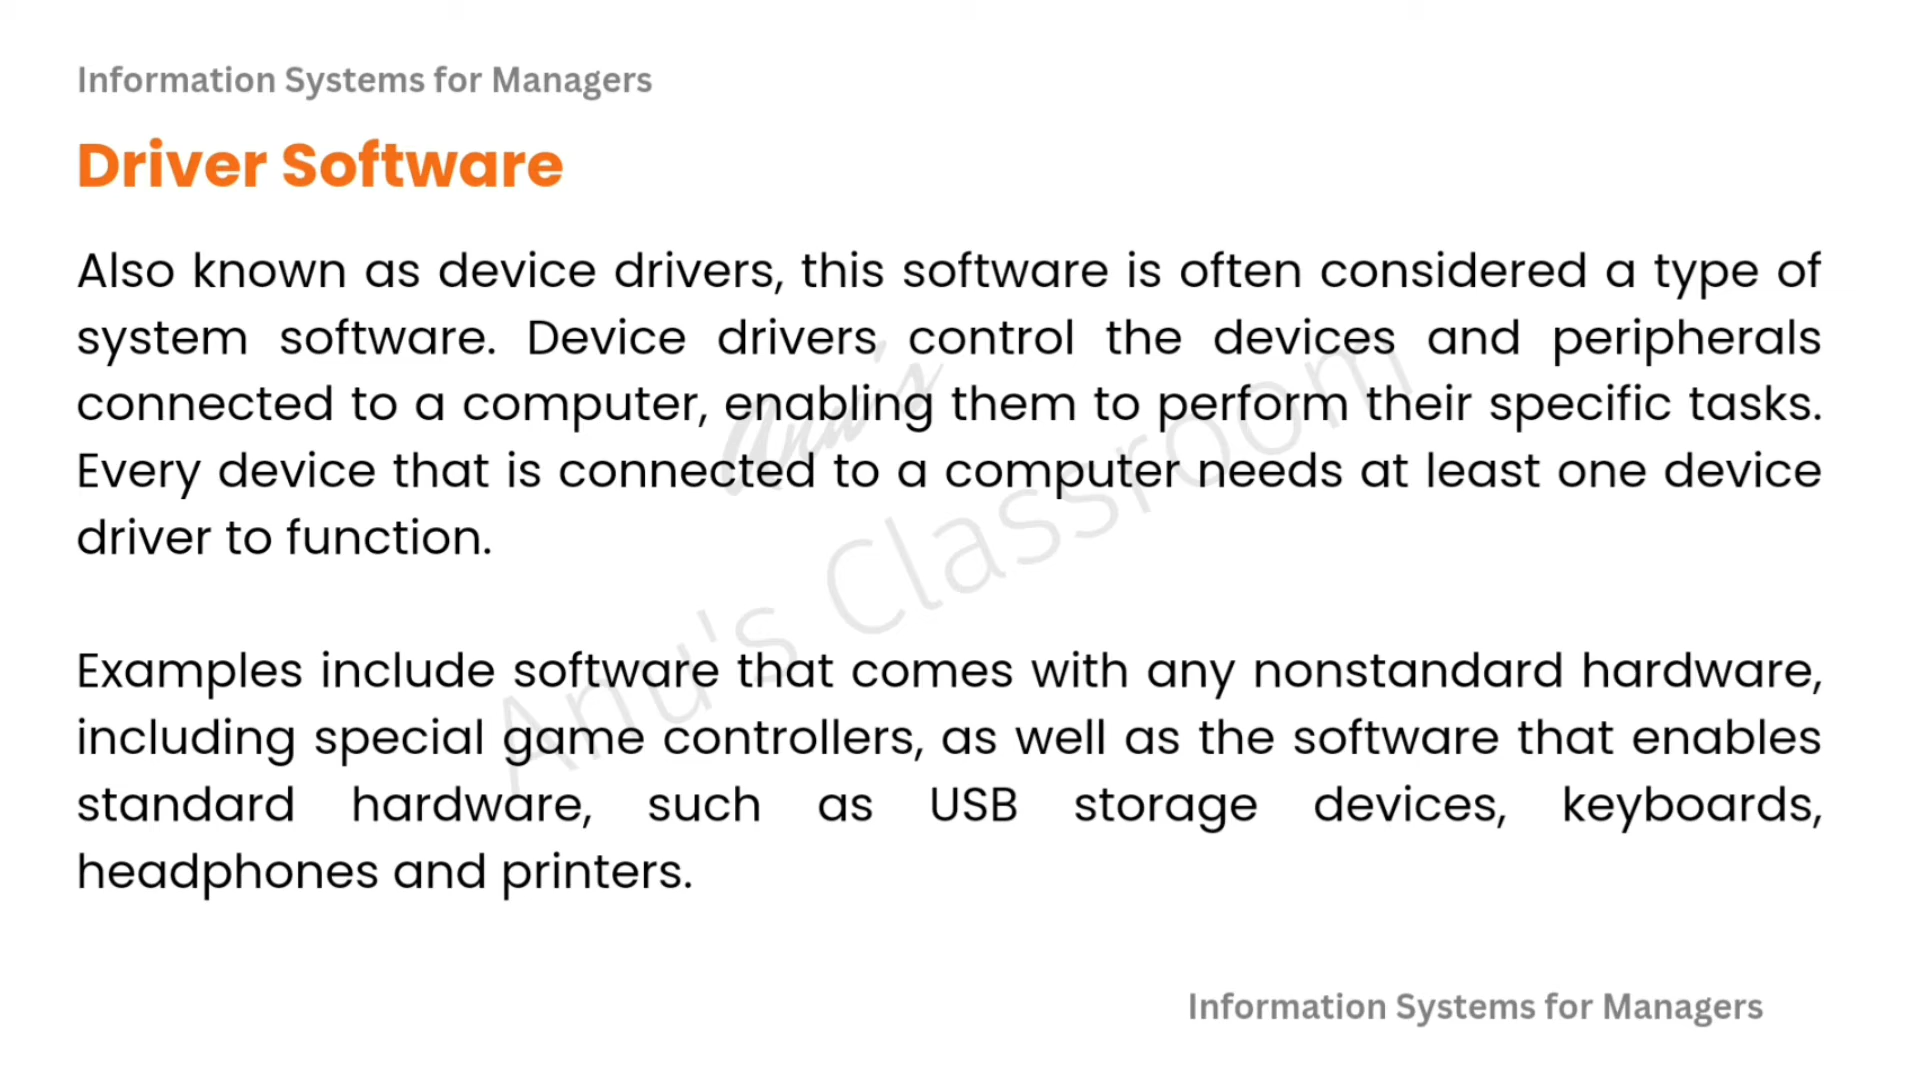 Information Systems for Managers
Driver Software
Also known as device drivers, this software is often considered a type of
system software. Device drivers control the devices and peripherals
connected to a computer, enabling them to perform their specific tasks.
Every device that is connected to a computer needs at least one device
driver to function.
Anu's
Anu's Classroom
Examples include software that comes with any nonstandard hardware,
including special game controllers, as well as the software that enables
standard hardware, such as USB storage devices, keyboards,
headphones and printers.
Information Systems for Managers